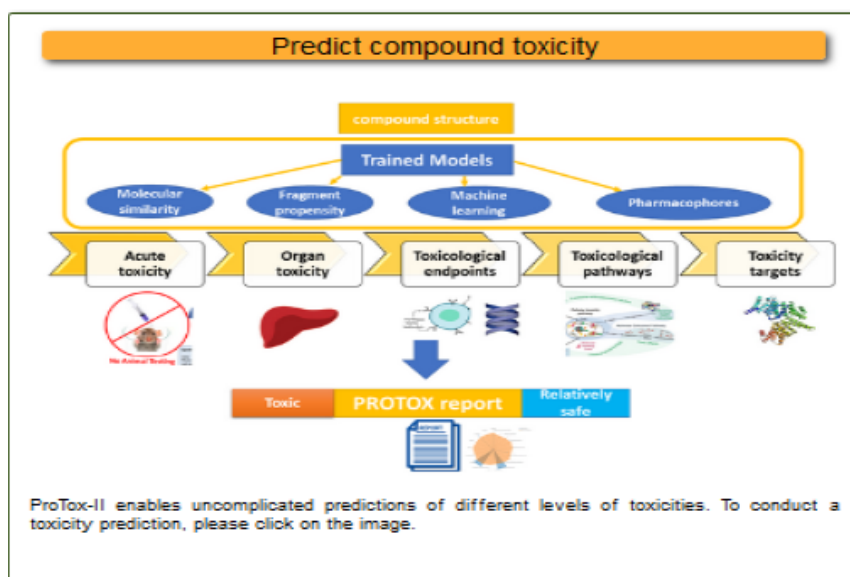 Predict compound toxicity
compound structure
Trained Models
Molecular
similarity
Fragment
propensity
Machine
learning
Pharmacophores
Acute
toxicity
Organ
toxicity
Toxicological
endpoints
Toxicological
pathways
Toxicity
targets
No Animal Testing
Toxic
PROTOX report
Relatively
safe
REPORT
ProTox-II enables uncomplicated predictions of different levels of toxicities. To conduct a
toxicity prediction, please click on the image.